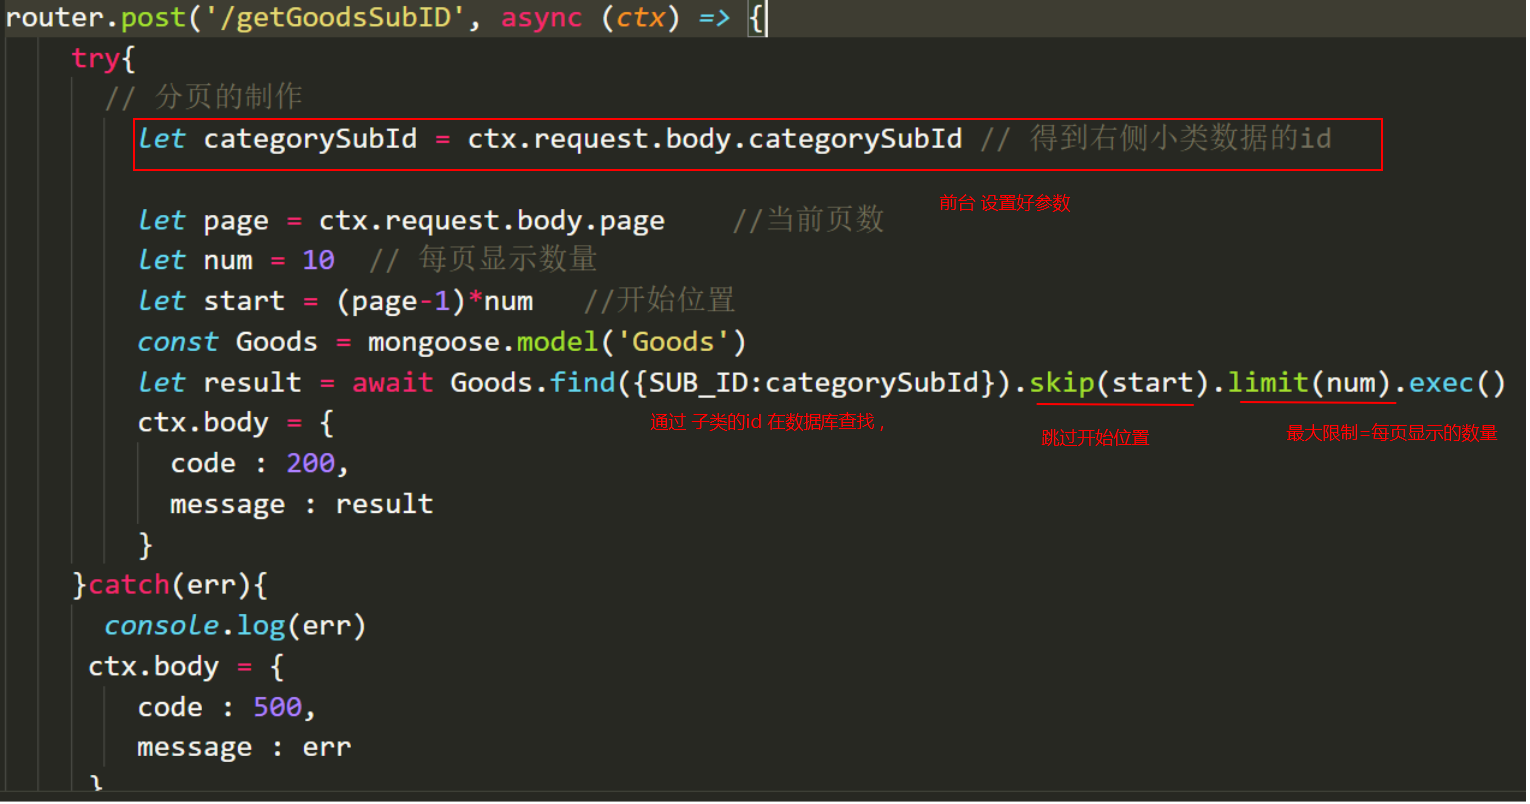 router.post('/getGoodsSubID', async (ctx) => {
try{
// 分页的制作
let categorySubId = ctx.request.body.categorySubId // 得到右侧小类数据的id
前台 设置好参数
let page = ctx.request.body.page //当前页数
let num = 10 // 每页显示数量
let start = (page-1)*num //开始位置
const Goods = mongoose.model('Goods')
let result = await Goods.find({SUB_ID:categorySubId}).skip(start).limit(num).exec()
通过 子类的id 在数据库查找，
跳过开始位置
最大限制=每页显示的数量
ctx.body = {
code : 200,
message : result
}
}catch(err){
console.log(err)
ctx.body = {
code : 500,
message : err
}